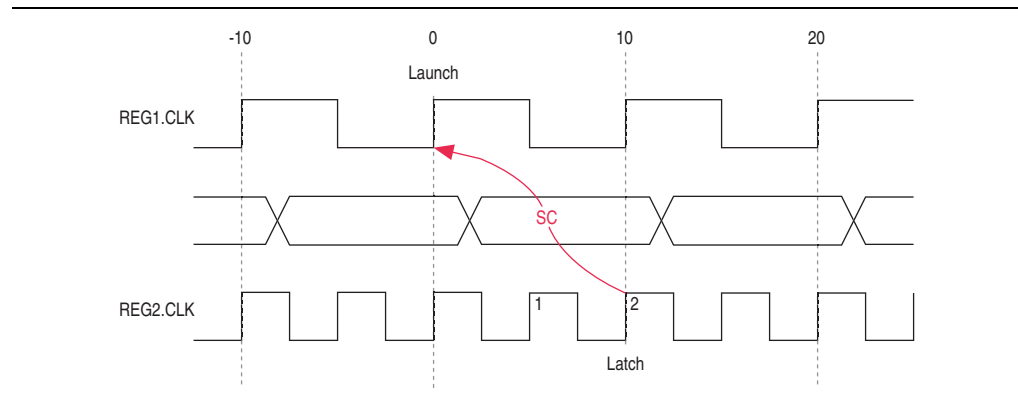 -10 0 10 20
Launch
REG1.CLK
SC
REG2.CLK
1 2
Latch